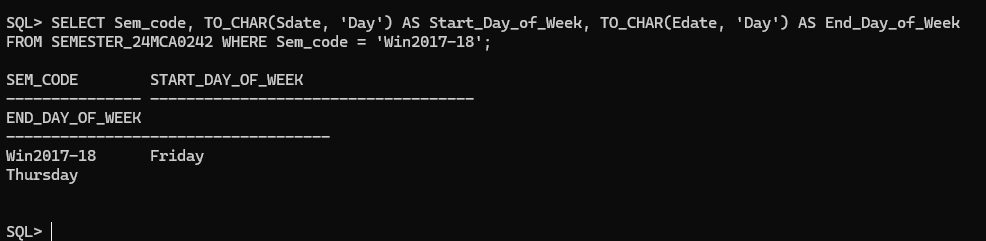 SQL> SELECT Sem_code, TO_CHAR(Sdate, 'Day') AS Start_Day_of_Week, TO_CHAR(Edate, 'Day') AS End_Day_of_Week
FROM SEMESTER_24MCA0242 WHERE Sem_code = 'Win2017-18';
SEM_CODE        START_DAY_OF_WEEK
--------------- ------------------------------------
END_DAY_OF_WEEK
------------------------------------
Win2017-18      Friday
Thursday
SQL>